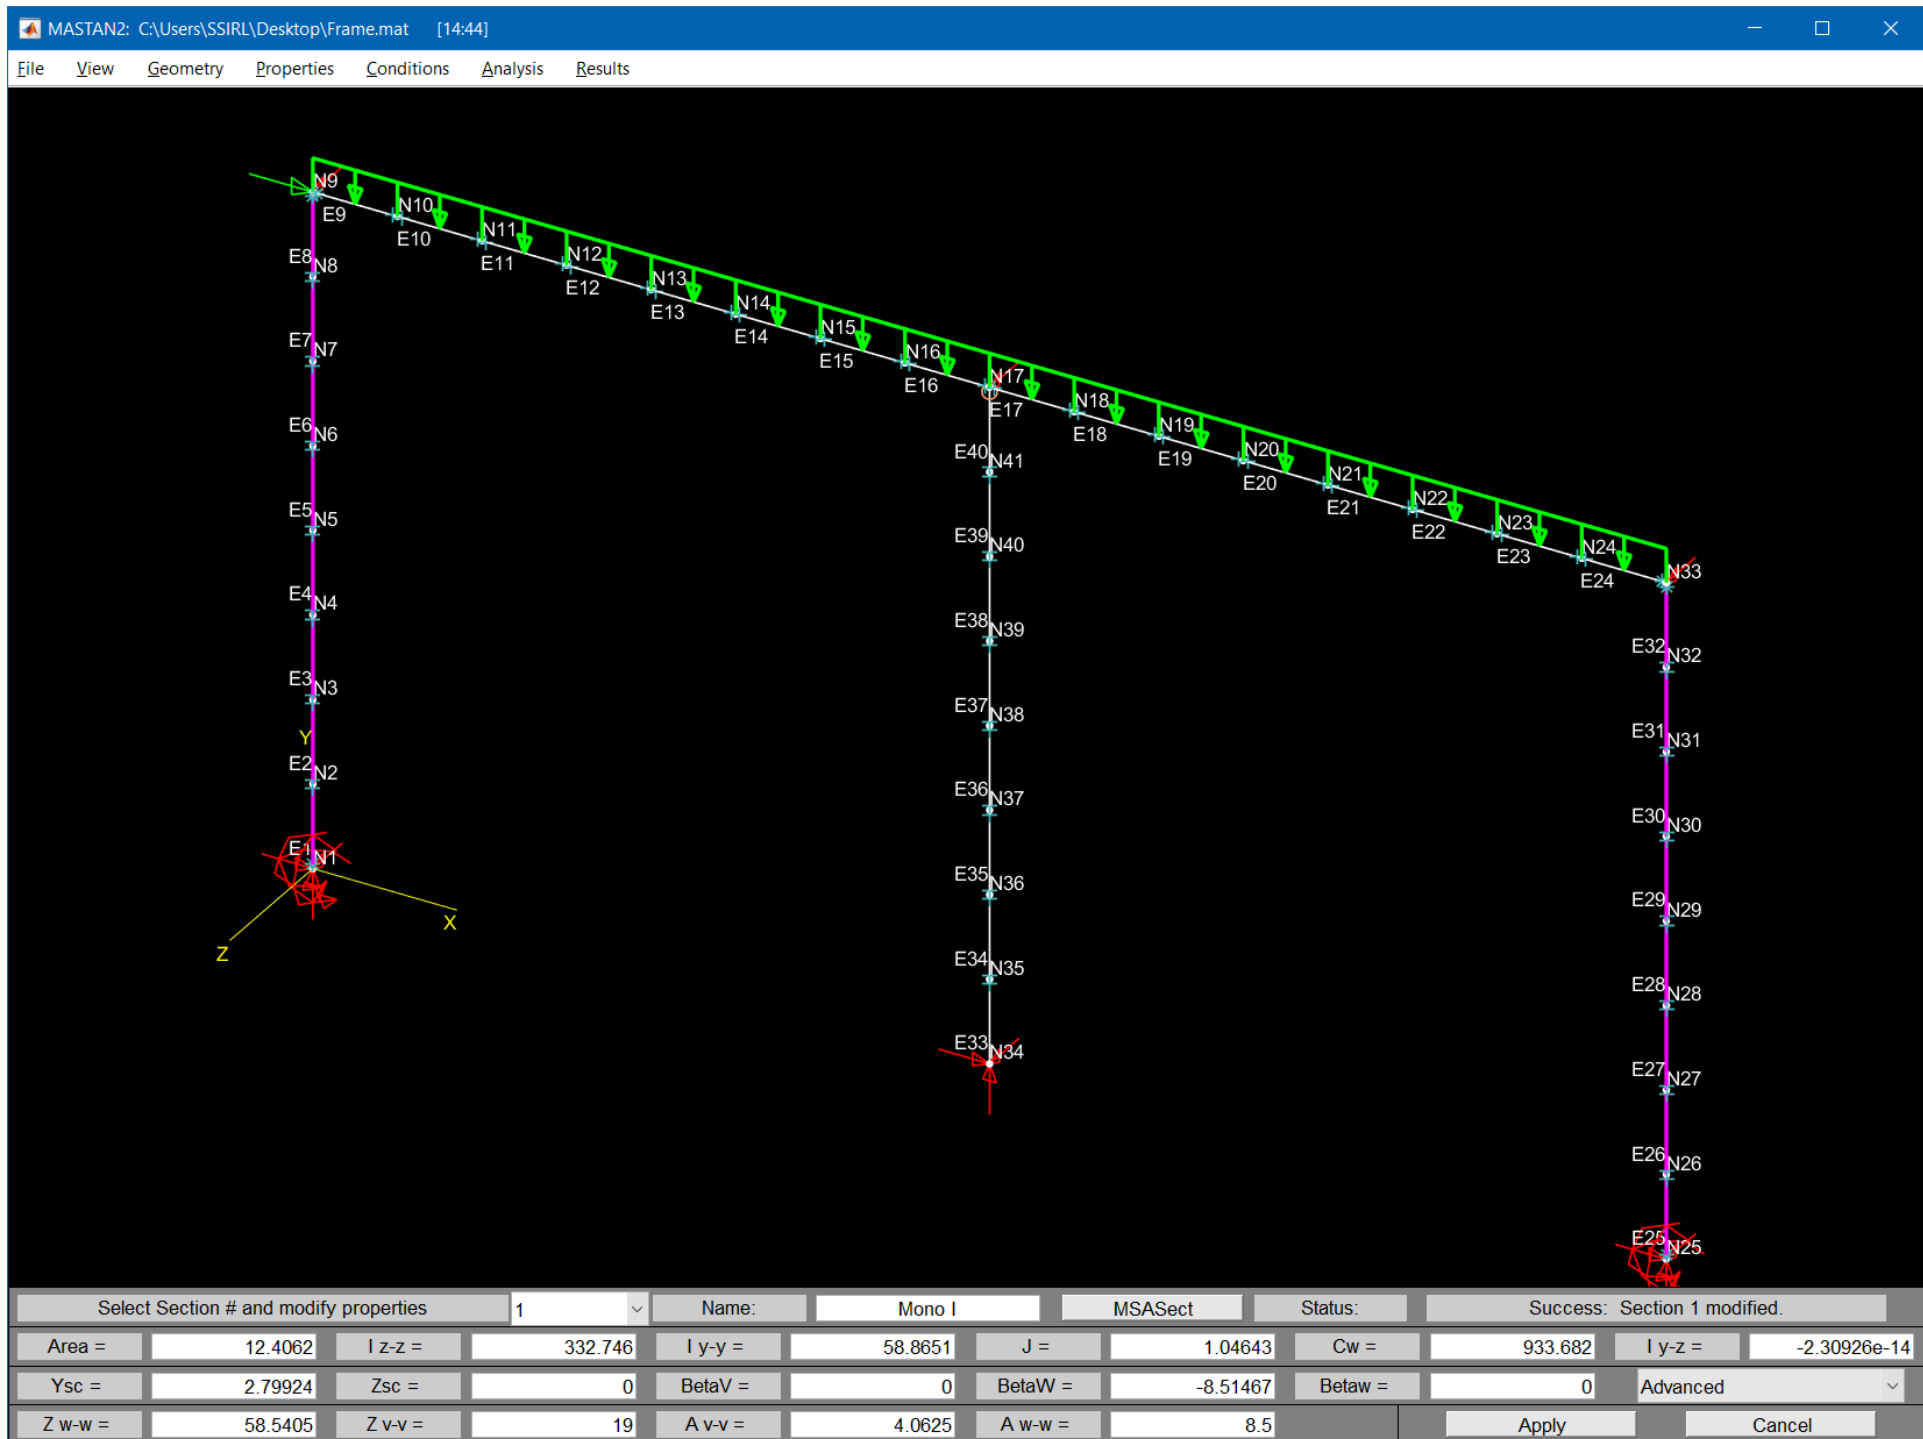 MASTAN2: C:\Users\SSIRL\Desktop\Frame.mat [14:44]
File View Geometry Properties Conditions Analysis Results
N9
E9
N10
E10
N11
E11
N12
E12
N13
E13
N14
E14
N15
E15
N16
E16
N17
E17
N18
E18
N19
E19
N20
E20
N21
E21
N22
E22
N23
E23
N24
E24
N33
E8 N8
E7 N7
E6 N6
E5 N5
E4 N4
E3 N3
Y
E2 N2
E1 N1
X
Z
E40 N41
E39 N40
E38 N39
E37 N38
E36 N37
E35 N36
E34 N35
E33 N34
E32 N32
E31 N31
E30 N30
E29 N29
E28 N28
E27 N27
E26 N26
E25 N25
Select Section # and modify properties 1 Name: Mono I MSASect Status: Success: Section 1 modified.
Area = 12.4062 I z-z = 332.746 I y-y = 58.8651 J = 1.04643 Cw = 933.682 I y-z = -2.30926e-14
Ysc = 2.79924 Zsc = 0 BetaV = 0 BetaW = -8.51467 Betaw = 0 Advanced
Z w-w = 58.5405 Z v-v = 19 A v-v = 4.0625 A w-w = 8.5 Apply Cancel